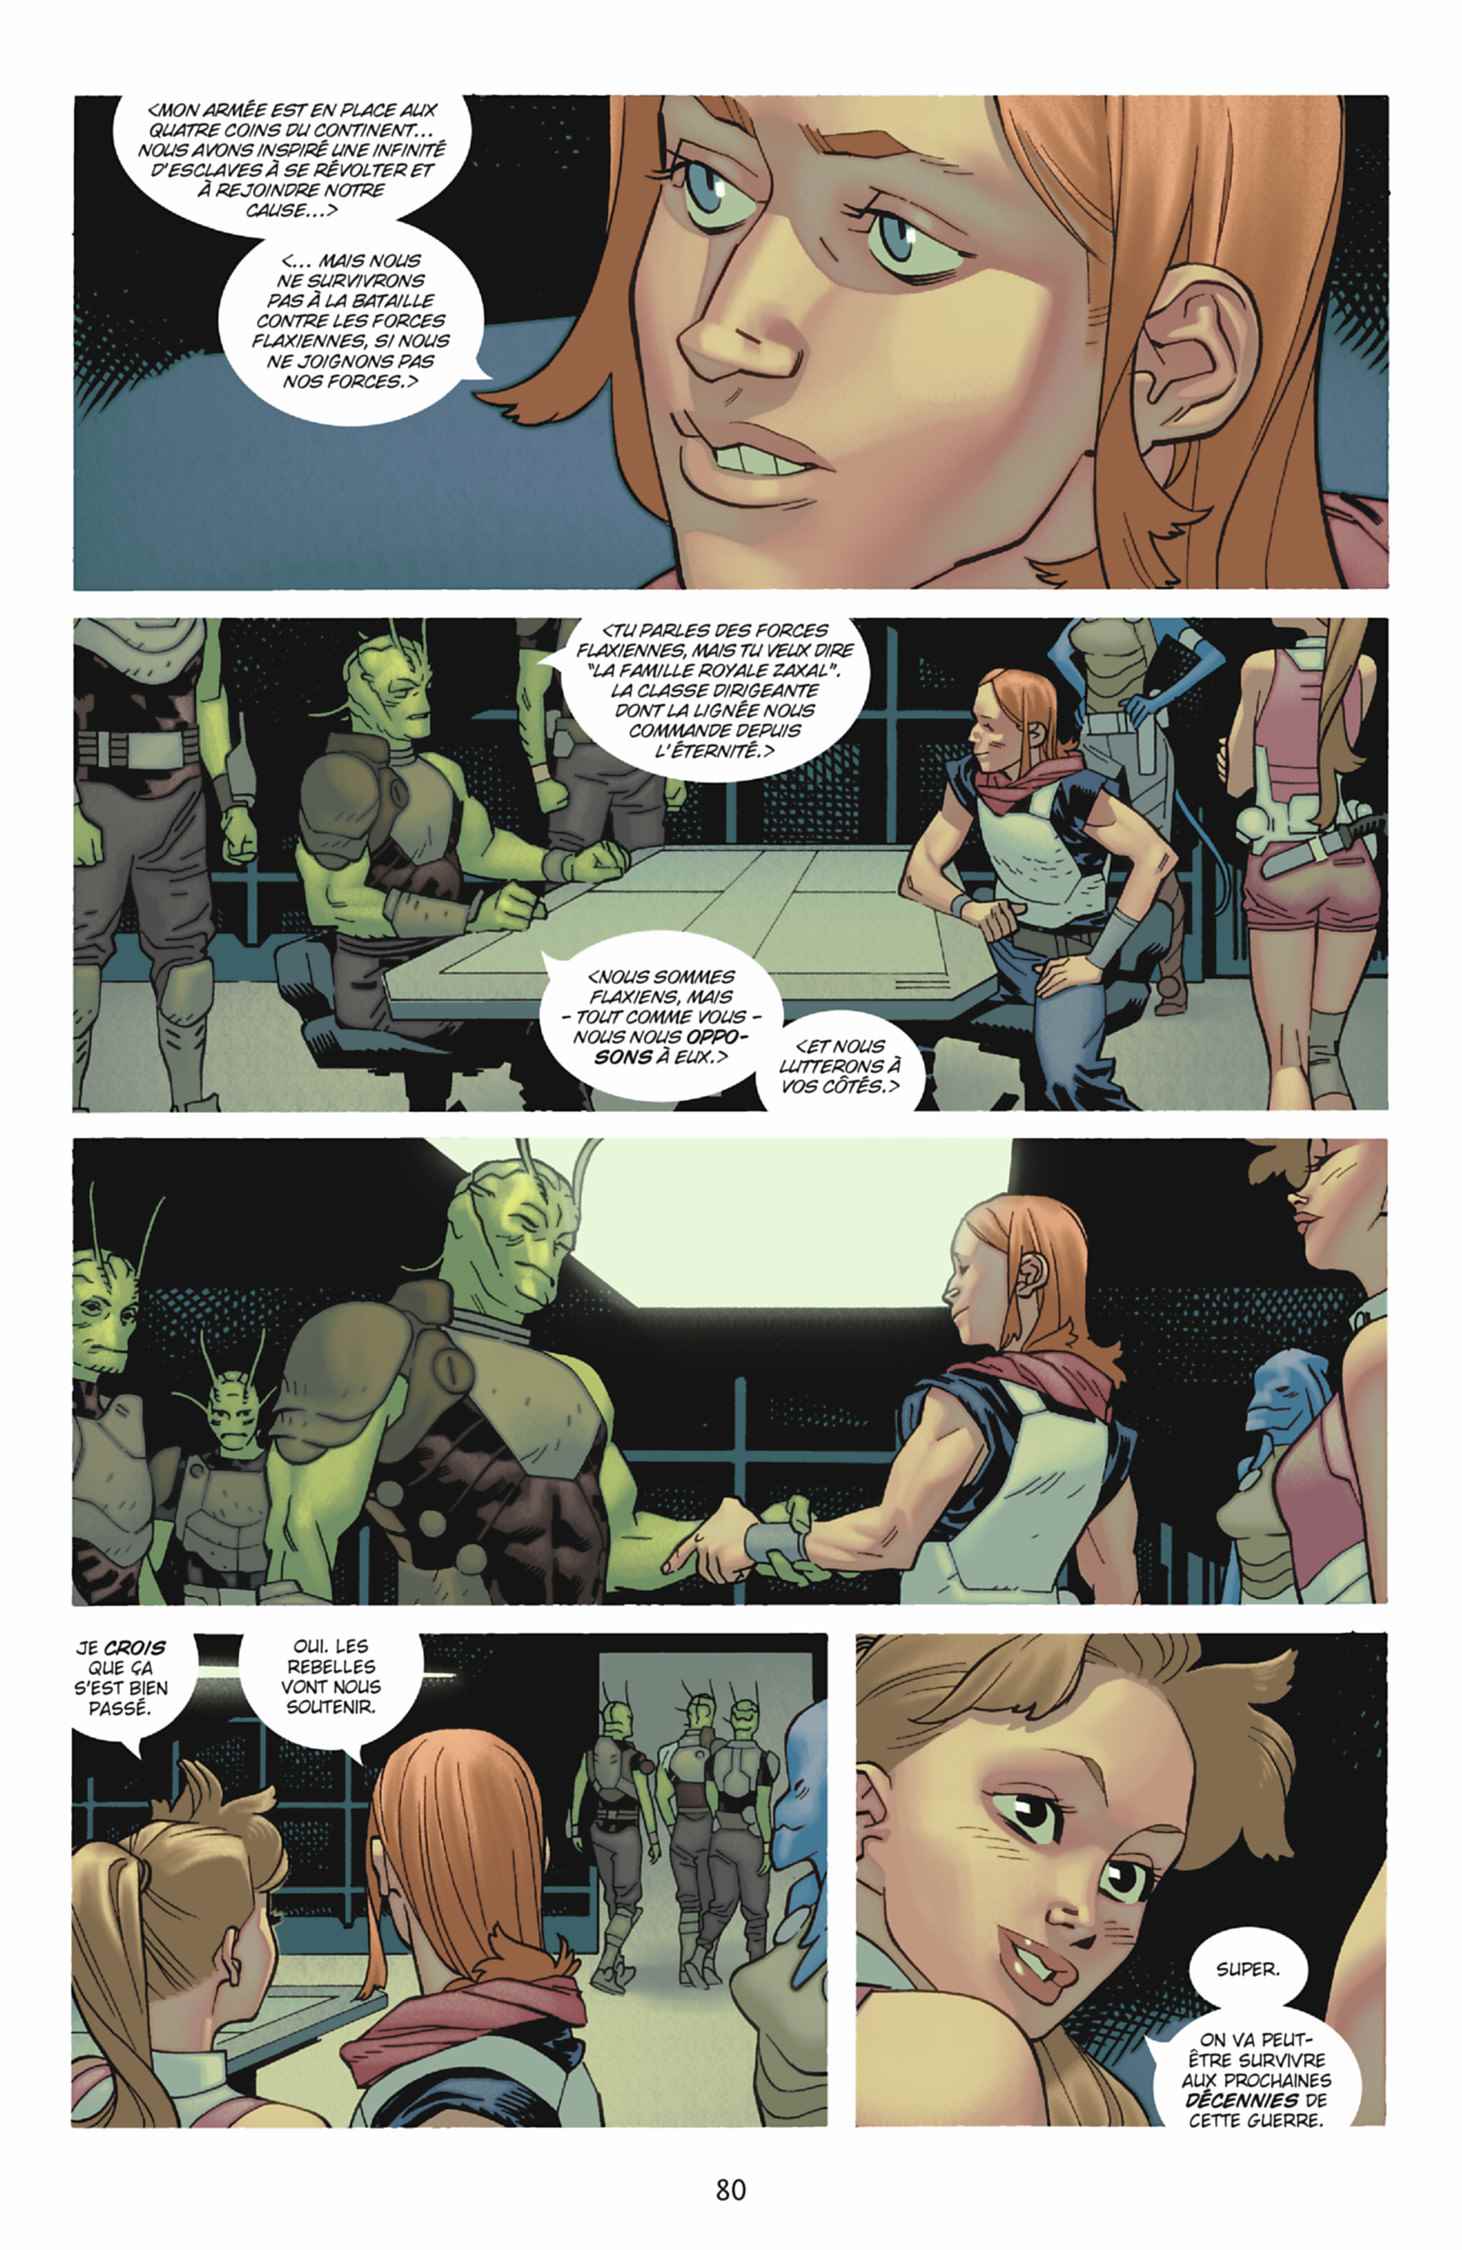 <MON ARMÉE EST EN PLACE AUX
QUATRE COINS DU CONTINENT...
NOUS AVONS INSPIRÉ UNE INFINITÉ
D'ESCLAVES À SE RÉVOLTER ET
À REJOINDRE NOTRE
CAUSE...>
<... MAIS NOUS
NE SURVIVRONS
PAS À LA BATAILLE
CONTRE LES FORCES
FLAXIENNES, SI NOUS
NE JOIGNONS PAS
NOS FORCES.>
<TU PARLES DES FORCES
FLAXIENNES, MAIS TU VEUX DIRE
"LA FAMILLE ROYALE ZAXAL".
LA CLASSE DIRIGEANTE
DONT LA LIGNÉE NOUS
COMMANDE DEPUIS
L'ÉTERNITÉ.>
<NOUS SOMMES
FLAXIENS, MAIS
– TOUT COMME VOUS –
NOUS NOUS OPPO-
SONS À EUX.>
<ET NOUS
LUTTERONS À
VOS CÔTÉS.>
JE CROIS
QUE ÇA
S'EST BIEN
PASSÉ.
OUI. LES
REBELLES
VONT NOUS
SOUTENIR.
SUPER.
ON VA PEUT-
ÊTRE SURVIVRE
AUX PROCHAINES
DÉCENNIES DE
CETTE GUERRE.
80